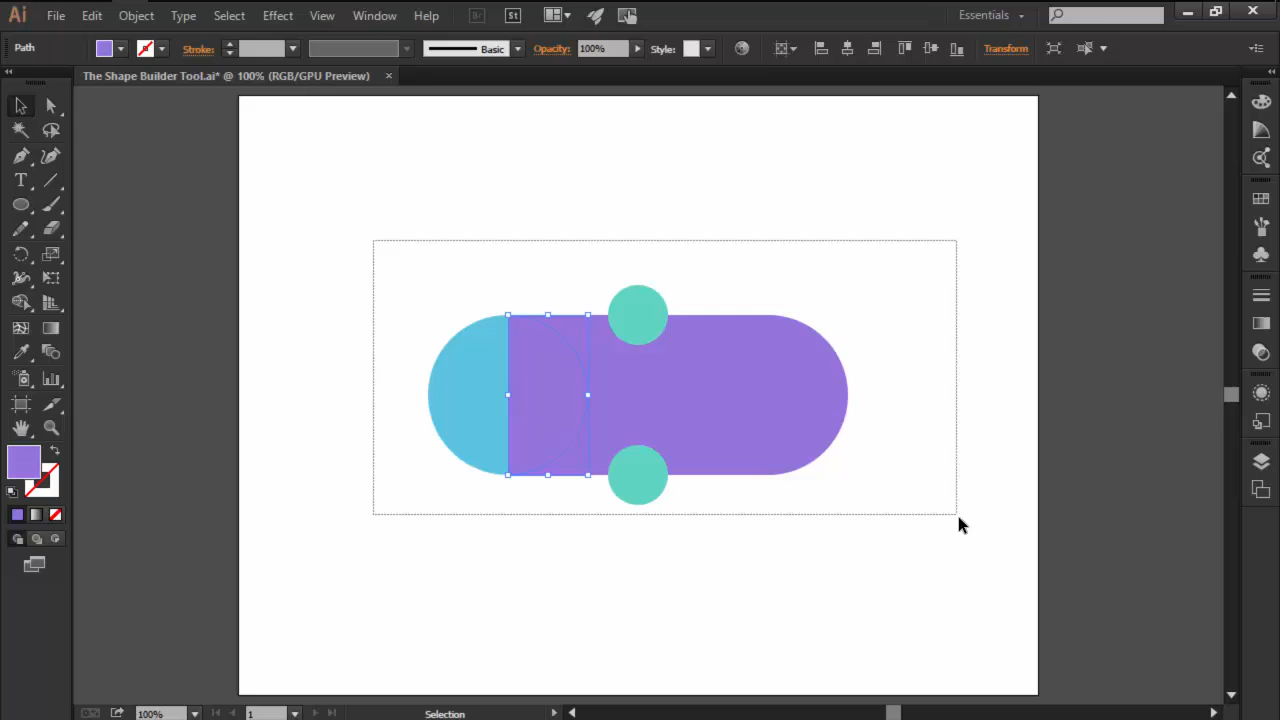 Ai File Edit Object Type Select Effect View Window Help Br St Essentials
Path Stroke: Basic Opacity: 100% Style: Transform
The Shape Builder Tool.ai* @ 100% (RGB/GPU Preview) ×
T
100% 1 Selection